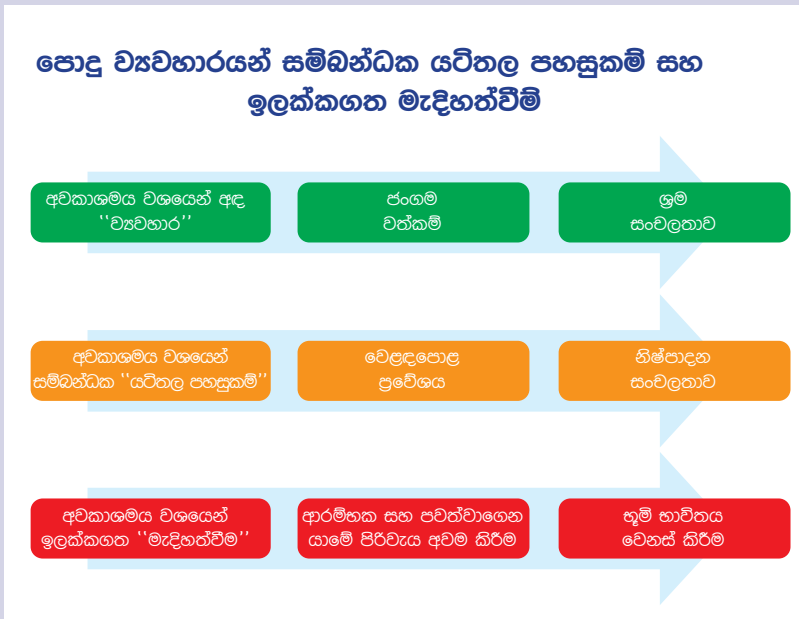 පොදු ව්‍යවහාරයන් සම්බන්ධක යටිතල පහසුකම් සහ
ඉලක්කගත මැදිහත්වීම්
අවකාශමය වශයෙන් අඳ
``ව්‍යවහාර''
ජංගම
වත්කම්
ශ්‍රම
සංචලතාව
අවකාශමය වශයෙන්
සම්බන්ධක ``යටිතල පහසුකම්''
වෙළඳපොළ
ප්‍රවේශය
නිෂ්පාදන
සංචලතාව
අවකාශමය වශයෙන්
ඉලක්කගත ``මැදිහත්වීම''
ආරම්භක සහ පවත්වාගෙන
යාමේ පිරිවැය අවම කිරීම
භූමි භාවිතය
වෙනස් කිරීම